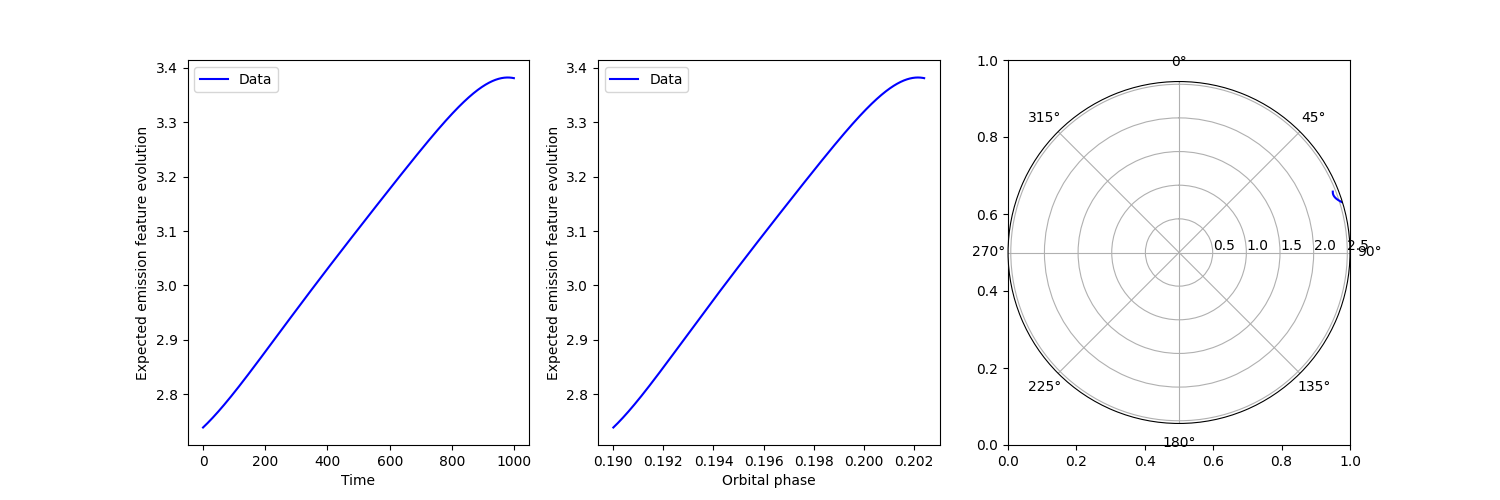 Data
3.4
3.3
3.2
3.1
3.0
2.9
2.8
Expected emission feature evolution
0 200 400 600 800 1000
Time
Data
3.4
3.3
3.2
3.1
3.0
2.9
2.8
Expected emission feature evolution
0.190 0.192 0.194 0.196 0.198 0.200 0.202
Orbital phase
1.0
0.8
0.6
0.4
0.2
0.0
0.0 0.2 0.4 0.6 0.8 1.0
0°
315° 45°
270° 0.5 1.0 1.5 2.0 2.5 90°
225° 135°
180°